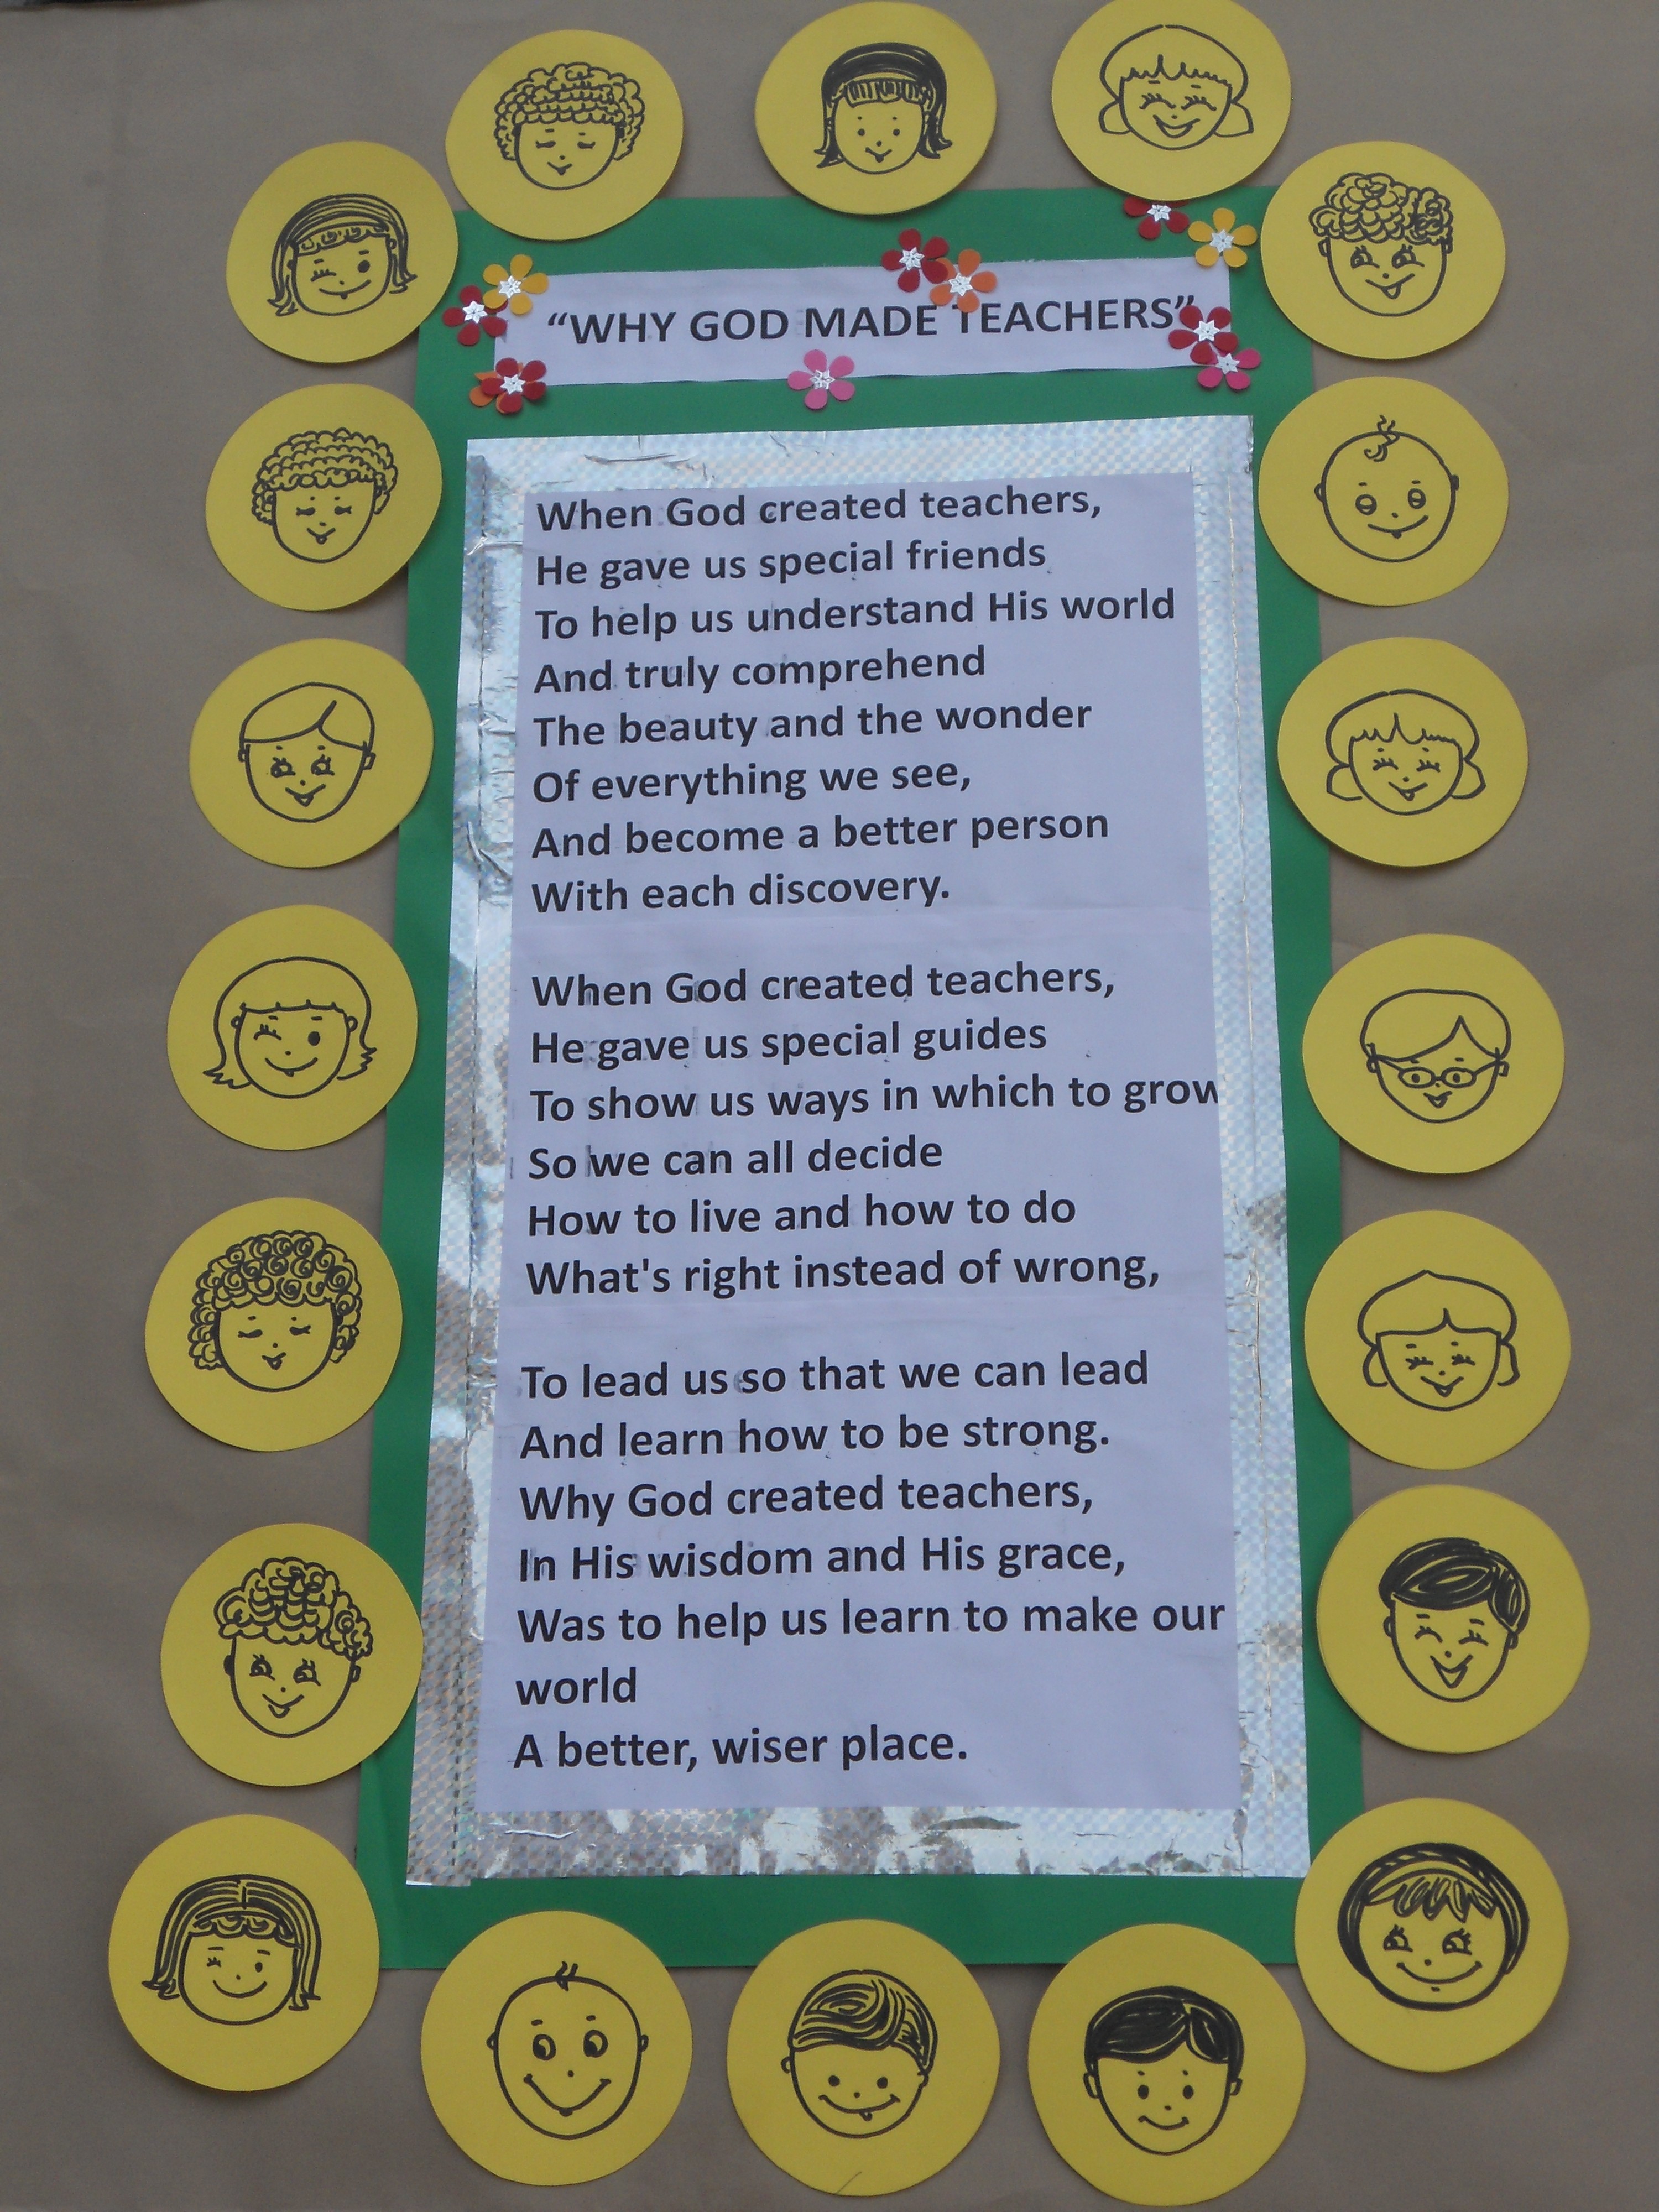 “WHY GOD MADE TEACHERS”
When God created teachers,
He gave us special friends
To help us understand His world
And truly comprehend
The beauty and the wonder
Of everything we see,
And become a better person
With each discovery.
When God created teachers,
He gave us special guides
To show us ways in which to grow
So we can all decide
How to live and how to do
What's right instead of wrong,
To lead us so that we can lead
And learn how to be strong.
Why God created teachers,
In His wisdom and His grace,
Was to help us learn to make our
world
A better, wiser place.